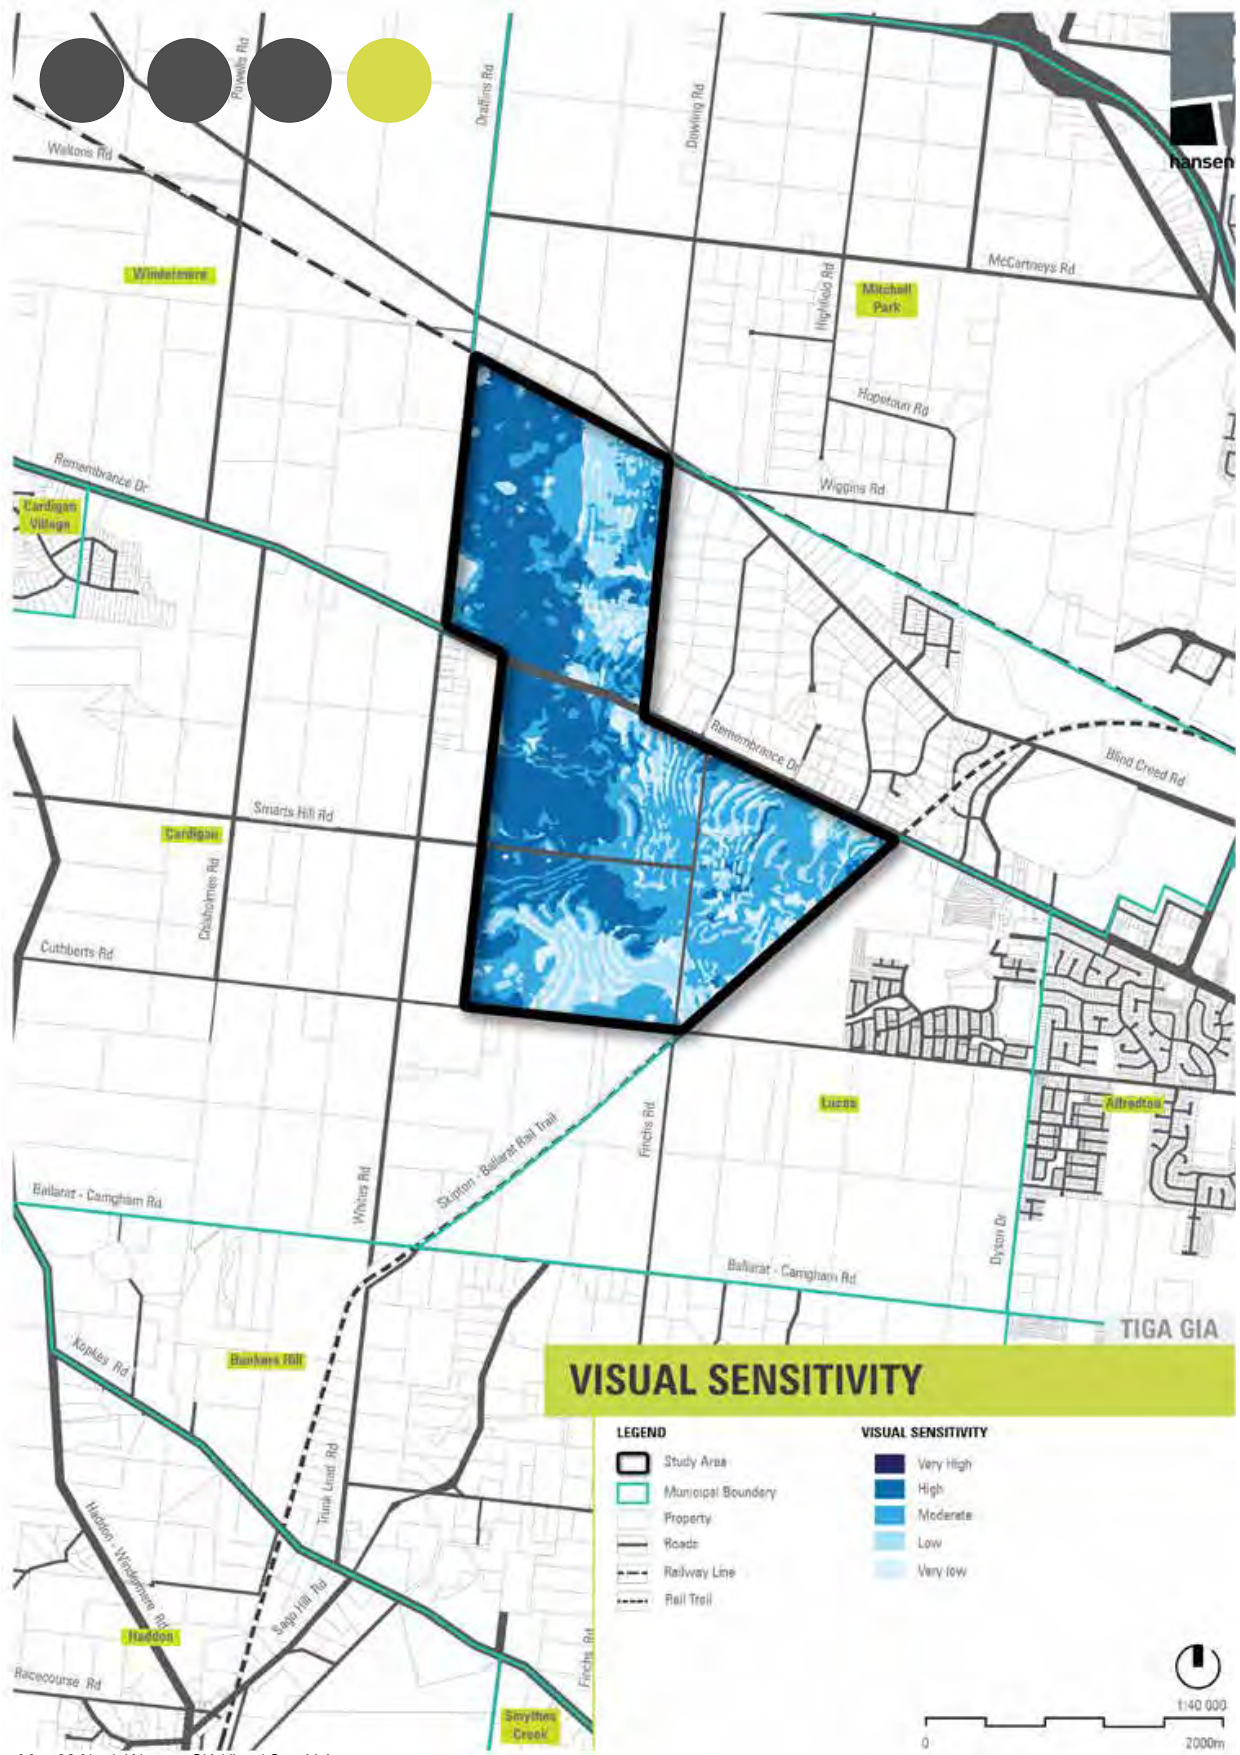 Powells Rd
Draffins Rd
Dowling Rd
hansen
Waltons Rd
McCartneys Rd
Windermere
Highfield Rd
Mitchell
Park
Hopetoun Rd
Remembrance Dr
Wiggins Rd
Cardigan
Village
Remembrance Dr
Blind Creed Rd
Smarts Hill Rd
Cardigan
Chisholmes Rd
Cuthberts Rd
Lucas
Alfredton
Finchs Rd
Skipton - Ballarat Rail Trail
Whites Rd
Ballarat - Carngham Rd
Dyson Dr
Ballarat - Carngham Rd
TIGA GIA
Kopkes Rd
Bunkers Hill
VISUAL SENSITIVITY
LEGEND
Study Area
Municipal Boundary
Property
Roads
Railway Line
Rail Trail
VISUAL SENSITIVITY
Very High
High
Moderate
Low
Very low
Trunk Lead Rd
Haddon - Windermere Rd
Sago Hill Rd
Haddon
Finchs Rd
Racecourse Rd
Smythes
Creek
1:40 000
0
2000m